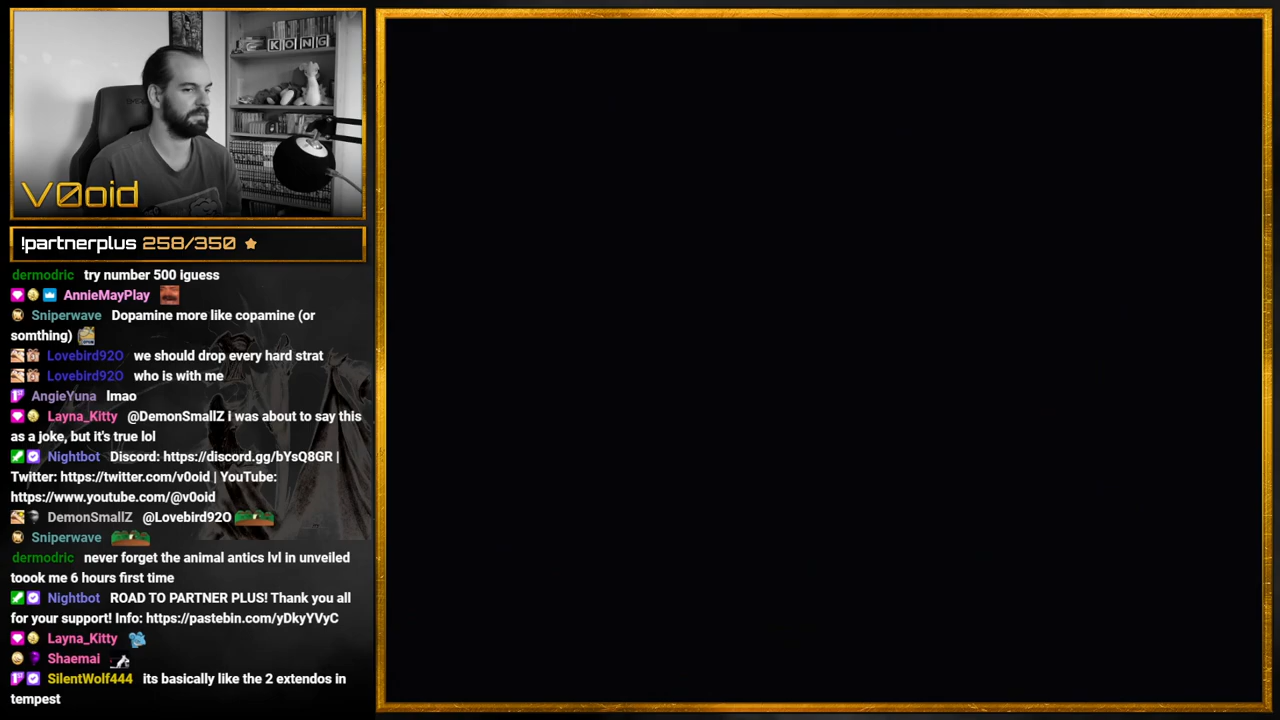 KONG
V0oid
!partnerplus 258/350
dermodric try number 500 iguess
AnnieMayPlay
Sniperwave Dopamine more like copamine (or
somthing)
Lovebird92O we should drop every hard strat
Lovebird92O who is with me
AngieYuna lmao
Layna_Kitty @DemonSmallZ i was about to say this
as a joke, but it's true lol
Nightbot Discord: https://discord.gg/bYsQ8GR |
Twitter: https://twitter.com/v0oid | YouTube:
https://www.youtube.com/@v0oid
DemonSmallZ @Lovebird92O
Sniperwave
dermodric never forget the animal antics lvl in unveiled
toook me 6 hours first time
Nightbot ROAD TO PARTNER PLUS! Thank you all
for your support! Info: https://pastebin.com/yDkyYVyC
Layna_Kitty
Shaemai
SilentWolf444 its basically like the 2 extendos in
tempest